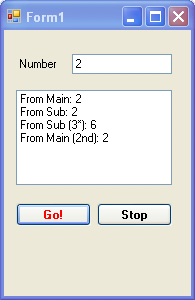 Form1
Number 2
From Main: 2
From Sub: 2
From Sub (3*): 6
From Main (2nd): 2
Go! Stop